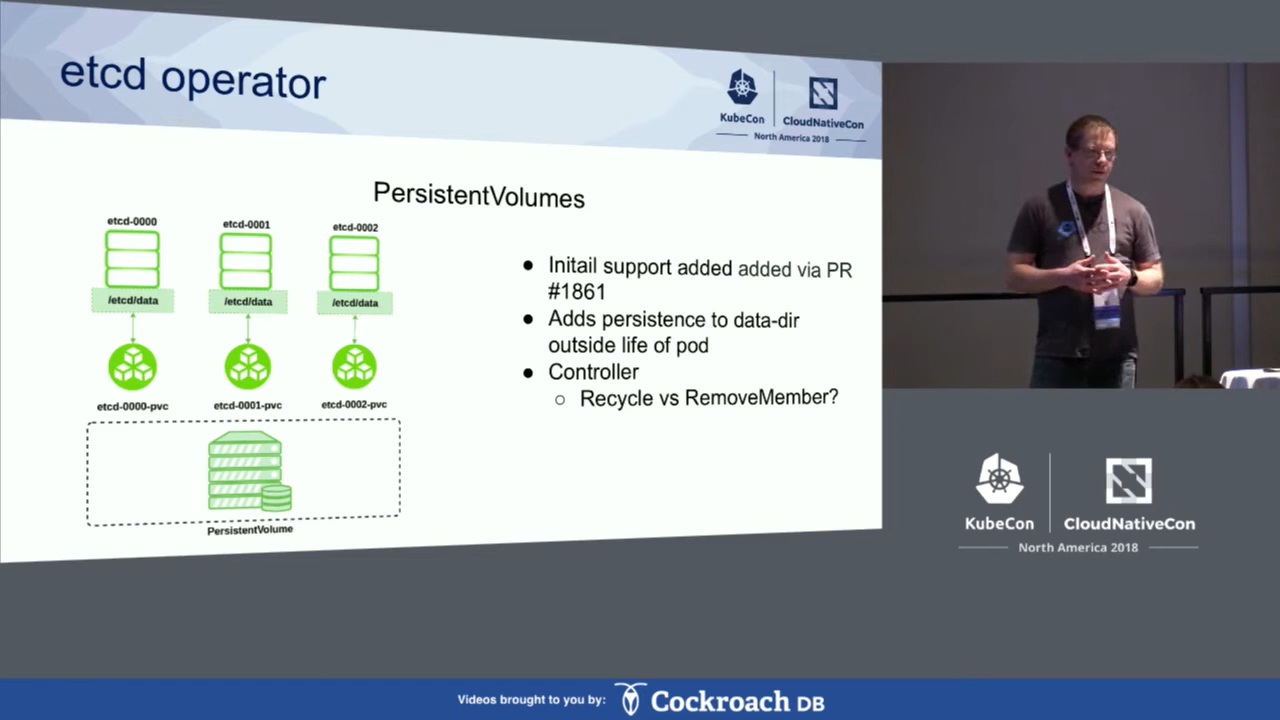 etcd operator
KubeCon
CloudNativeCon
North America 2018
PersistentVolumes
etcd-0000
etcd-0001
etcd-0002
/etcd/data
/etcd/data
/etcd/data
etcd-0000-pvc
etcd-0001-pvc
etcd-0002-pvc
PersistentVolume
● Initail support added added via PR
#1861
● Adds persistence to data-dir
outside life of pod
● Controller
○ Recycle vs RemoveMember?
KubeCon
CloudNativeCon
North America 2018
Videos brought to you by:
Cockroach DB